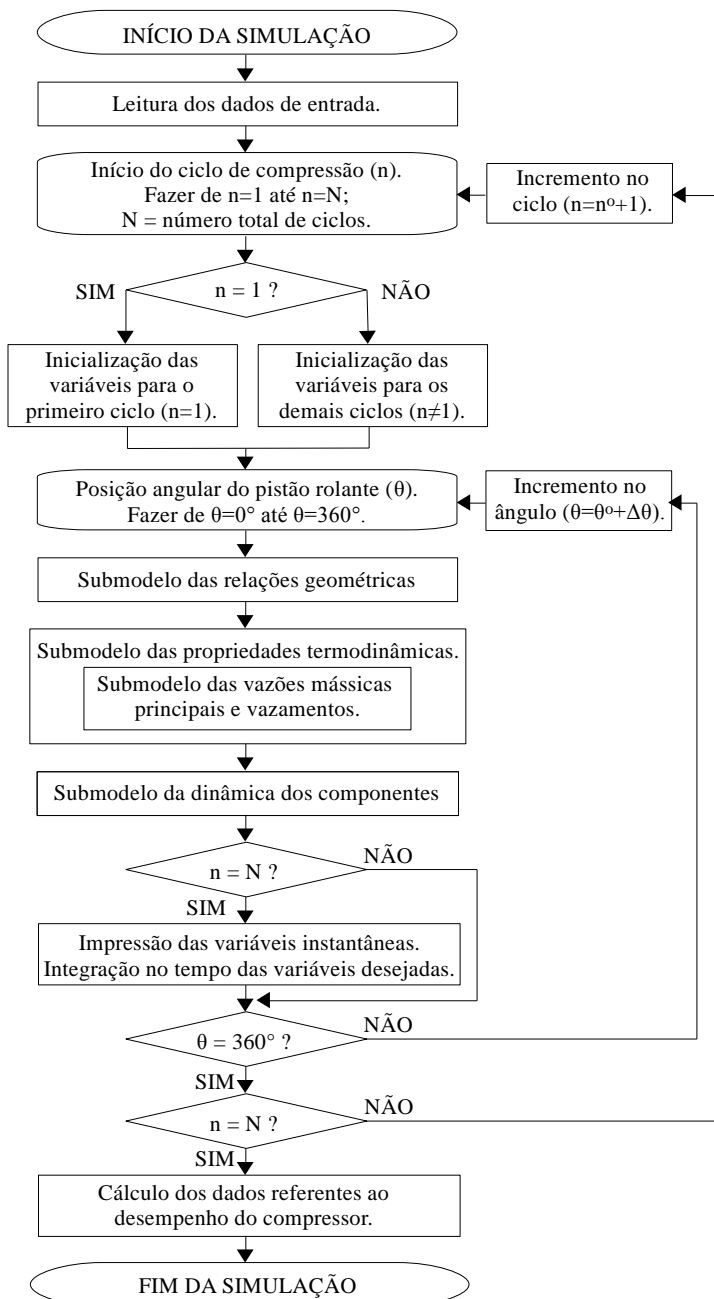 INÍCIO DA SIMULAÇÃO
Leitura dos dados de entrada.
Início do ciclo de compressão (n).
Fazer de n=1 até n=N;
N = número total de ciclos.
Incremento no
ciclo (n=nº+1).
SIM
n = 1 ?
NÃO
Inicialização das
variáveis para o
primeiro ciclo (n=1).
Inicialização das
variáveis para os
demais ciclos (n≠1).
Posição angular do pistão rolante (θ).
Fazer de θ=0° até θ=360°.
Incremento no
ângulo (θ=θº+Δθ).
Submodelo das relações geométricas
Submodelo das propriedades termodinâmicas.
Submodelo das vazões mássicas
principais e vazamentos.
Submodelo da dinâmica dos componentes
n = N ?
NÃO
SIM
Impressão das variáveis instantâneas.
Integração no tempo das variáveis desejadas.
θ = 360° ?
NÃO
SIM
n = N ?
NÃO
SIM
Cálculo dos dados referentes ao
desempenho do compressor.
FIM DA SIMULAÇÃO